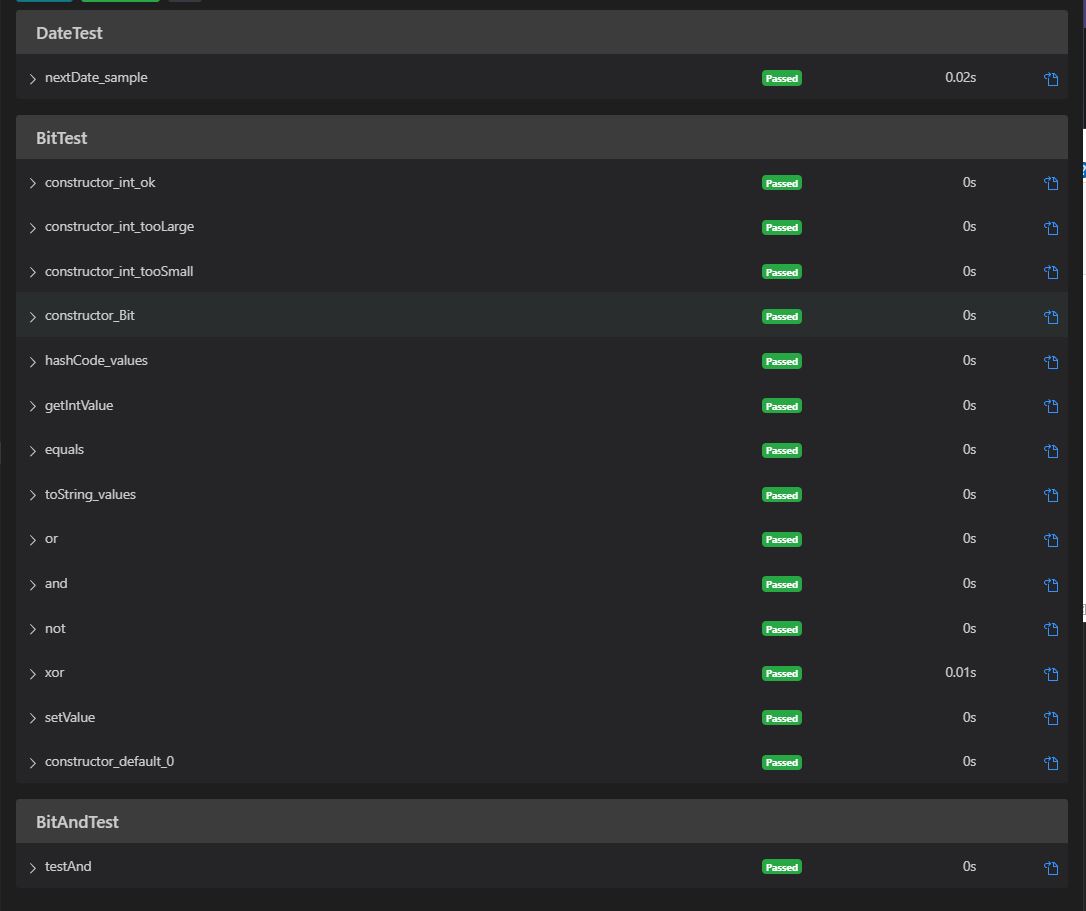 DateTest
nextDate_sample Passed 0.02s
BitTest
constructor_int_ok Passed 0s
constructor_int_tooLarge Passed 0s
constructor_int_tooSmall Passed 0s
constructor_Bit Passed 0s
hashCode_values Passed 0s
getIntValue Passed 0s
equals Passed 0s
toString_values Passed 0s
or Passed 0s
and Passed 0s
not Passed 0s
xor Passed 0.01s
setValue Passed 0s
constructor_default_0 Passed 0s
BitAndTest
testAnd Passed 0s